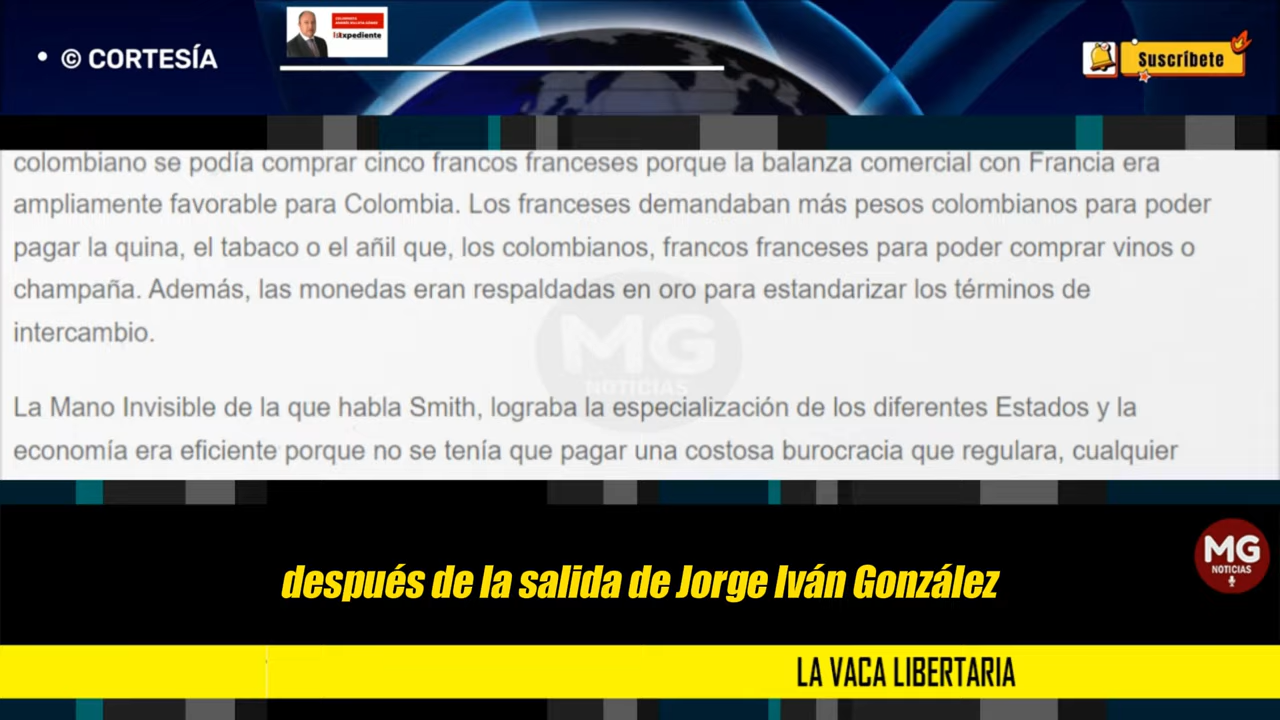 • © CORTESÍA
Expediente
Suscríbete
colombiano se podía comprar cinco francos franceses porque la balanza comercial con Francia era
ampliamente favorable para Colombia. Los franceses demandaban más pesos colombianos para poder
pagar la quina, el tabaco o el añil que, los colombianos, francos franceses para poder comprar vinos o
champaña. Además, las monedas eran respaldadas en oro para estandarizar los términos de
intercambio.
MG
NOTICIAS
La Mano Invisible de la que habla Smith, lograba la especialización de los diferentes Estados y la
economía era eficiente porque no se tenía que pagar una costosa burocracia que regulara, cualquier
MG
NOTICIAS
después de la salida de Jorge Iván González
LA VACA LIBERTARIA